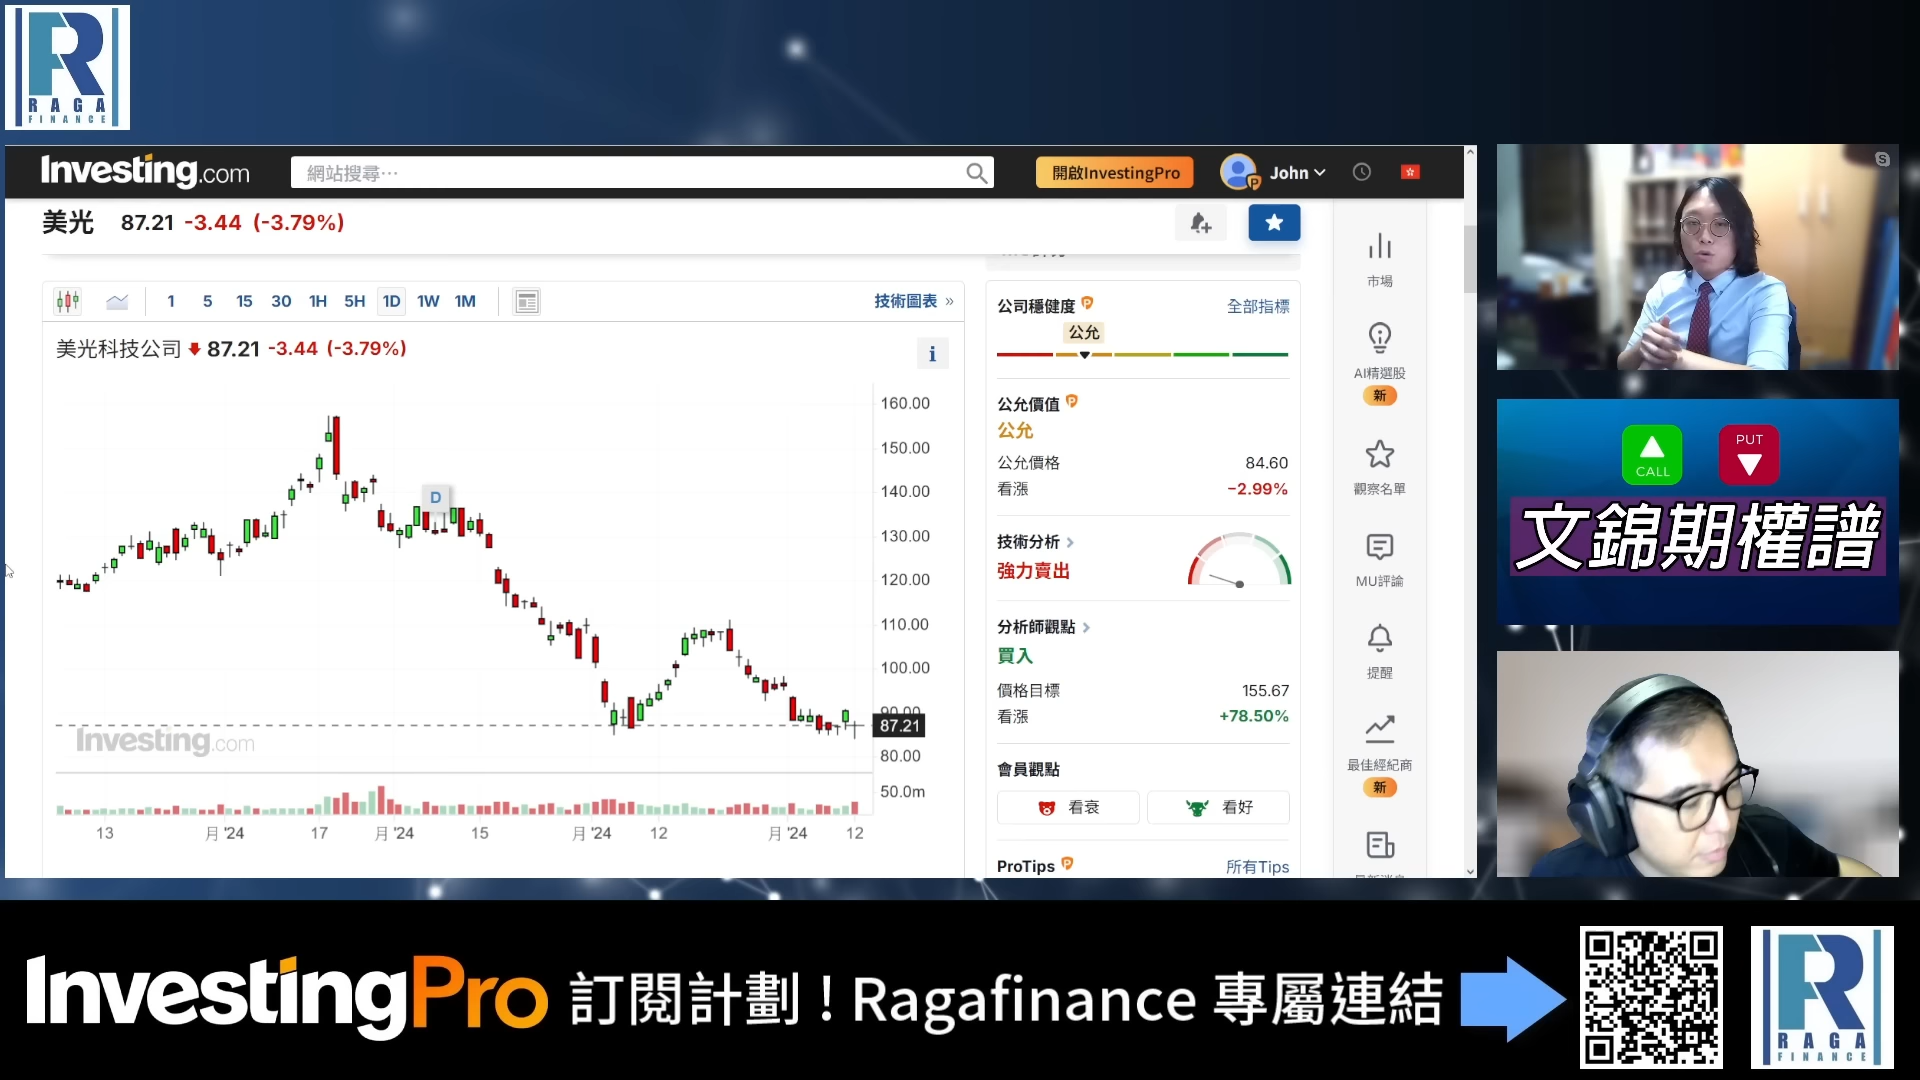 RAGA
FINANCE
Investing.com
網站搜尋…
開啟InvestingPro
John
美光 87.21 -3.44 (-3.79%)
1 5 15 30 1H 5H 1D 1W 1M
技術圖表 »
美光科技公司 87.21 -3.44 (-3.79%)
i
D
160.00
150.00
140.00
130.00
120.00
110.00
100.00
90.00
87.21
80.00
50.0m
Investing.com
13 月 '24 17 月 '24 15 月 '24 12 月 '24 12
公司穩健度 全部指標
公允
公允價值
公允
公允價格 84.60
看漲 −2.99%
技術分析
強力賣出
分析師觀點
買入
價格目標 155.67
看漲 +78.50%
會員觀點
看衰 看好
ProTips 所有Tips
市場
AI精選股
新
觀察名單
MU評論
提醒
最佳經紀商
新
S
CALL
PUT
文錦期權譜
InvestingPro 訂閱計劃！Ragafinance 專屬連結
RAGA
FINANCE